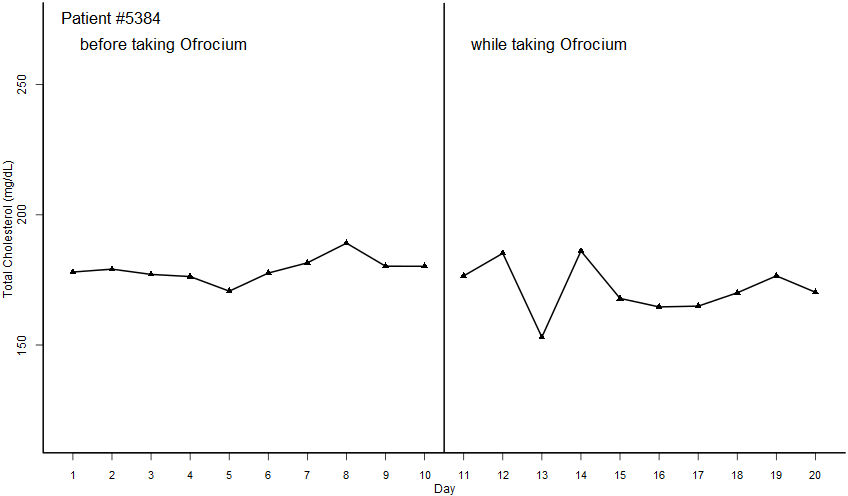 Patient #5384
before taking Ofrocium
while taking Ofrocium
Total Cholesterol (mg/dL)
250
200
150
1 2 3 4 5 6 7 8 9 10 11 12 13 14 15 16 17 18 19 20
Day